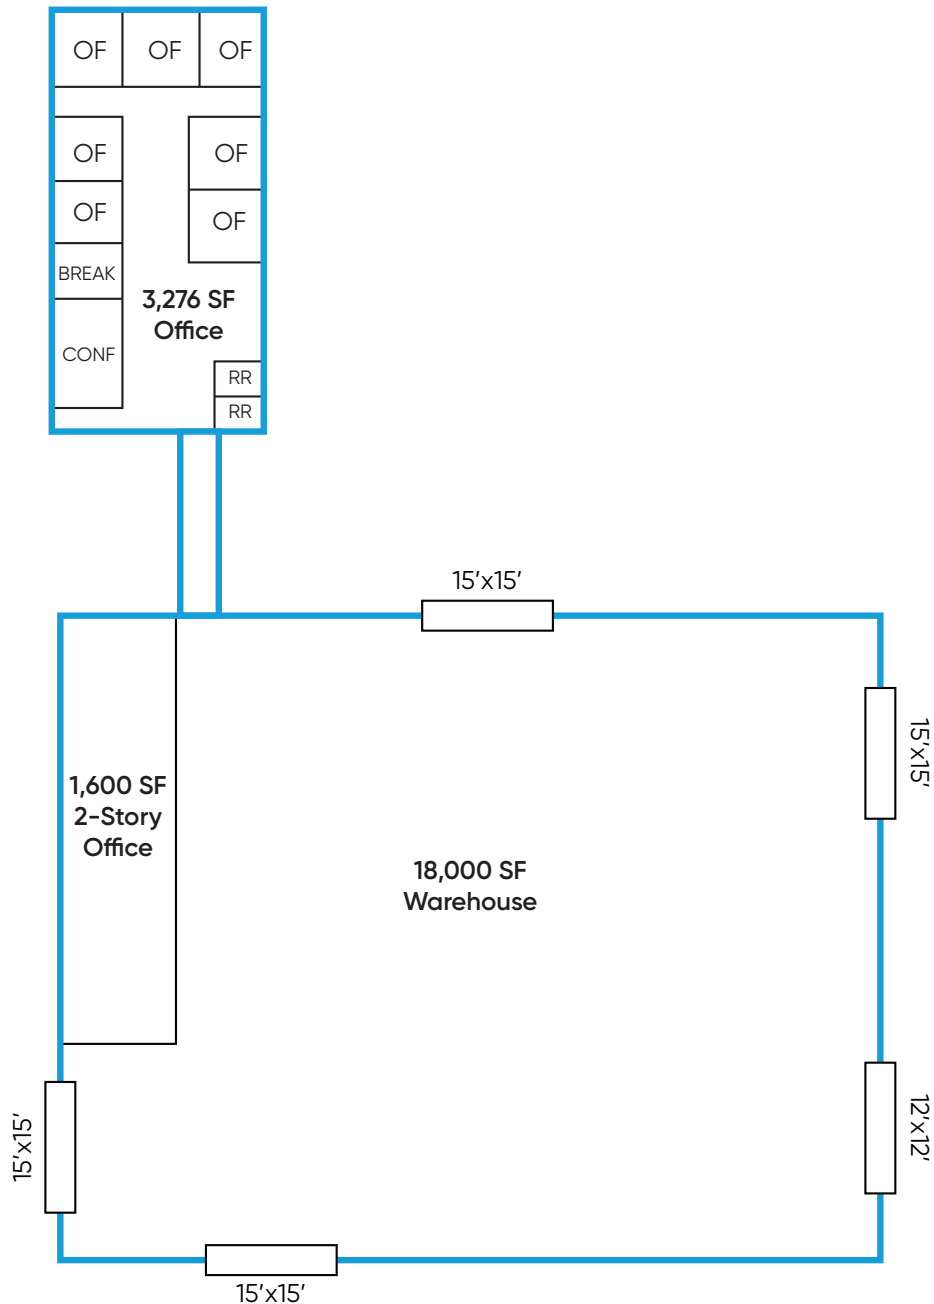 OF
OF
OF
OF
OF
OF
OF
BREAK
3,276 SF
Office
CONF
RR
RR
15’x15’
15’x15’
1,600 SF
2-Story
Office
18,000 SF
Warehouse
12’x12’
15’x15’
15’x15’